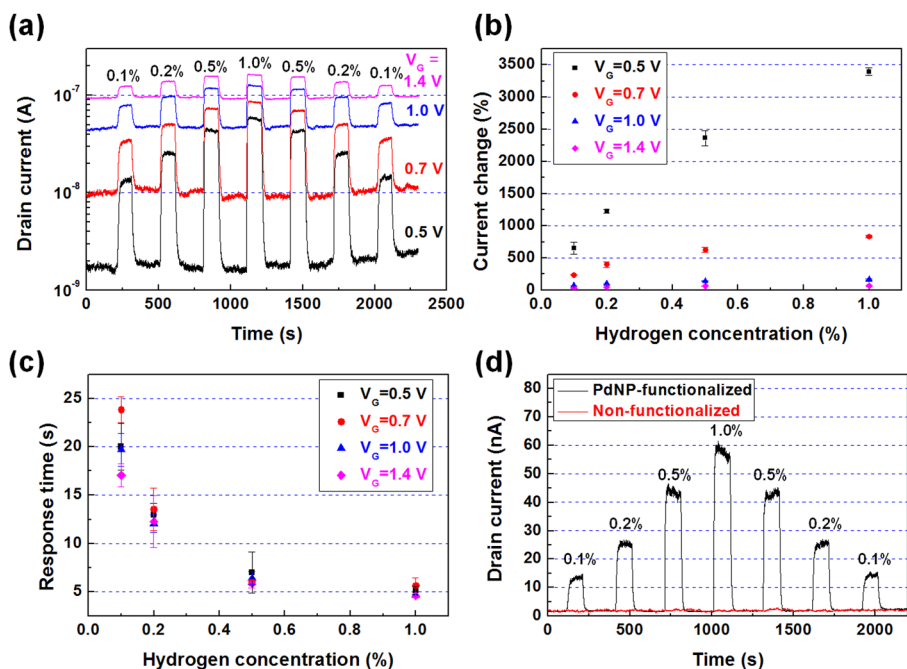 (a)
0.1% 0.2% 0.5% 1.0% 0.5% 0.2% 0.1%
V_G =
1.4 V
1.0 V
0.7 V
0.5 V
10^-7
10^-8
10^-9
Drain current (A)
0 500 1000 1500 2000 2500
Time (s)
(b)
V_G=0.5 V
V_G=0.7 V
V_G=1.0 V
V_G=1.4 V
3500
3000
2500
2000
1500
1000
500
0
Current change (%)
0.0 0.2 0.4 0.6 0.8 1.0
Hydrogen concentration (%)
(c)
V_G=0.5 V
V_G=0.7 V
V_G=1.0 V
V_G=1.4 V
25
20
15
10
5
Response time (s)
0.0 0.2 0.4 0.6 0.8 1.0
Hydrogen concentration (%)
(d)
PdNP-functionalized
Non-functionalized
80
70
60
50
40
30
20
10
0
Drain current (nA)
0.1% 0.2% 0.5% 1.0% 0.5% 0.2% 0.1%
0 500 1000 1500 2000
Time (s)